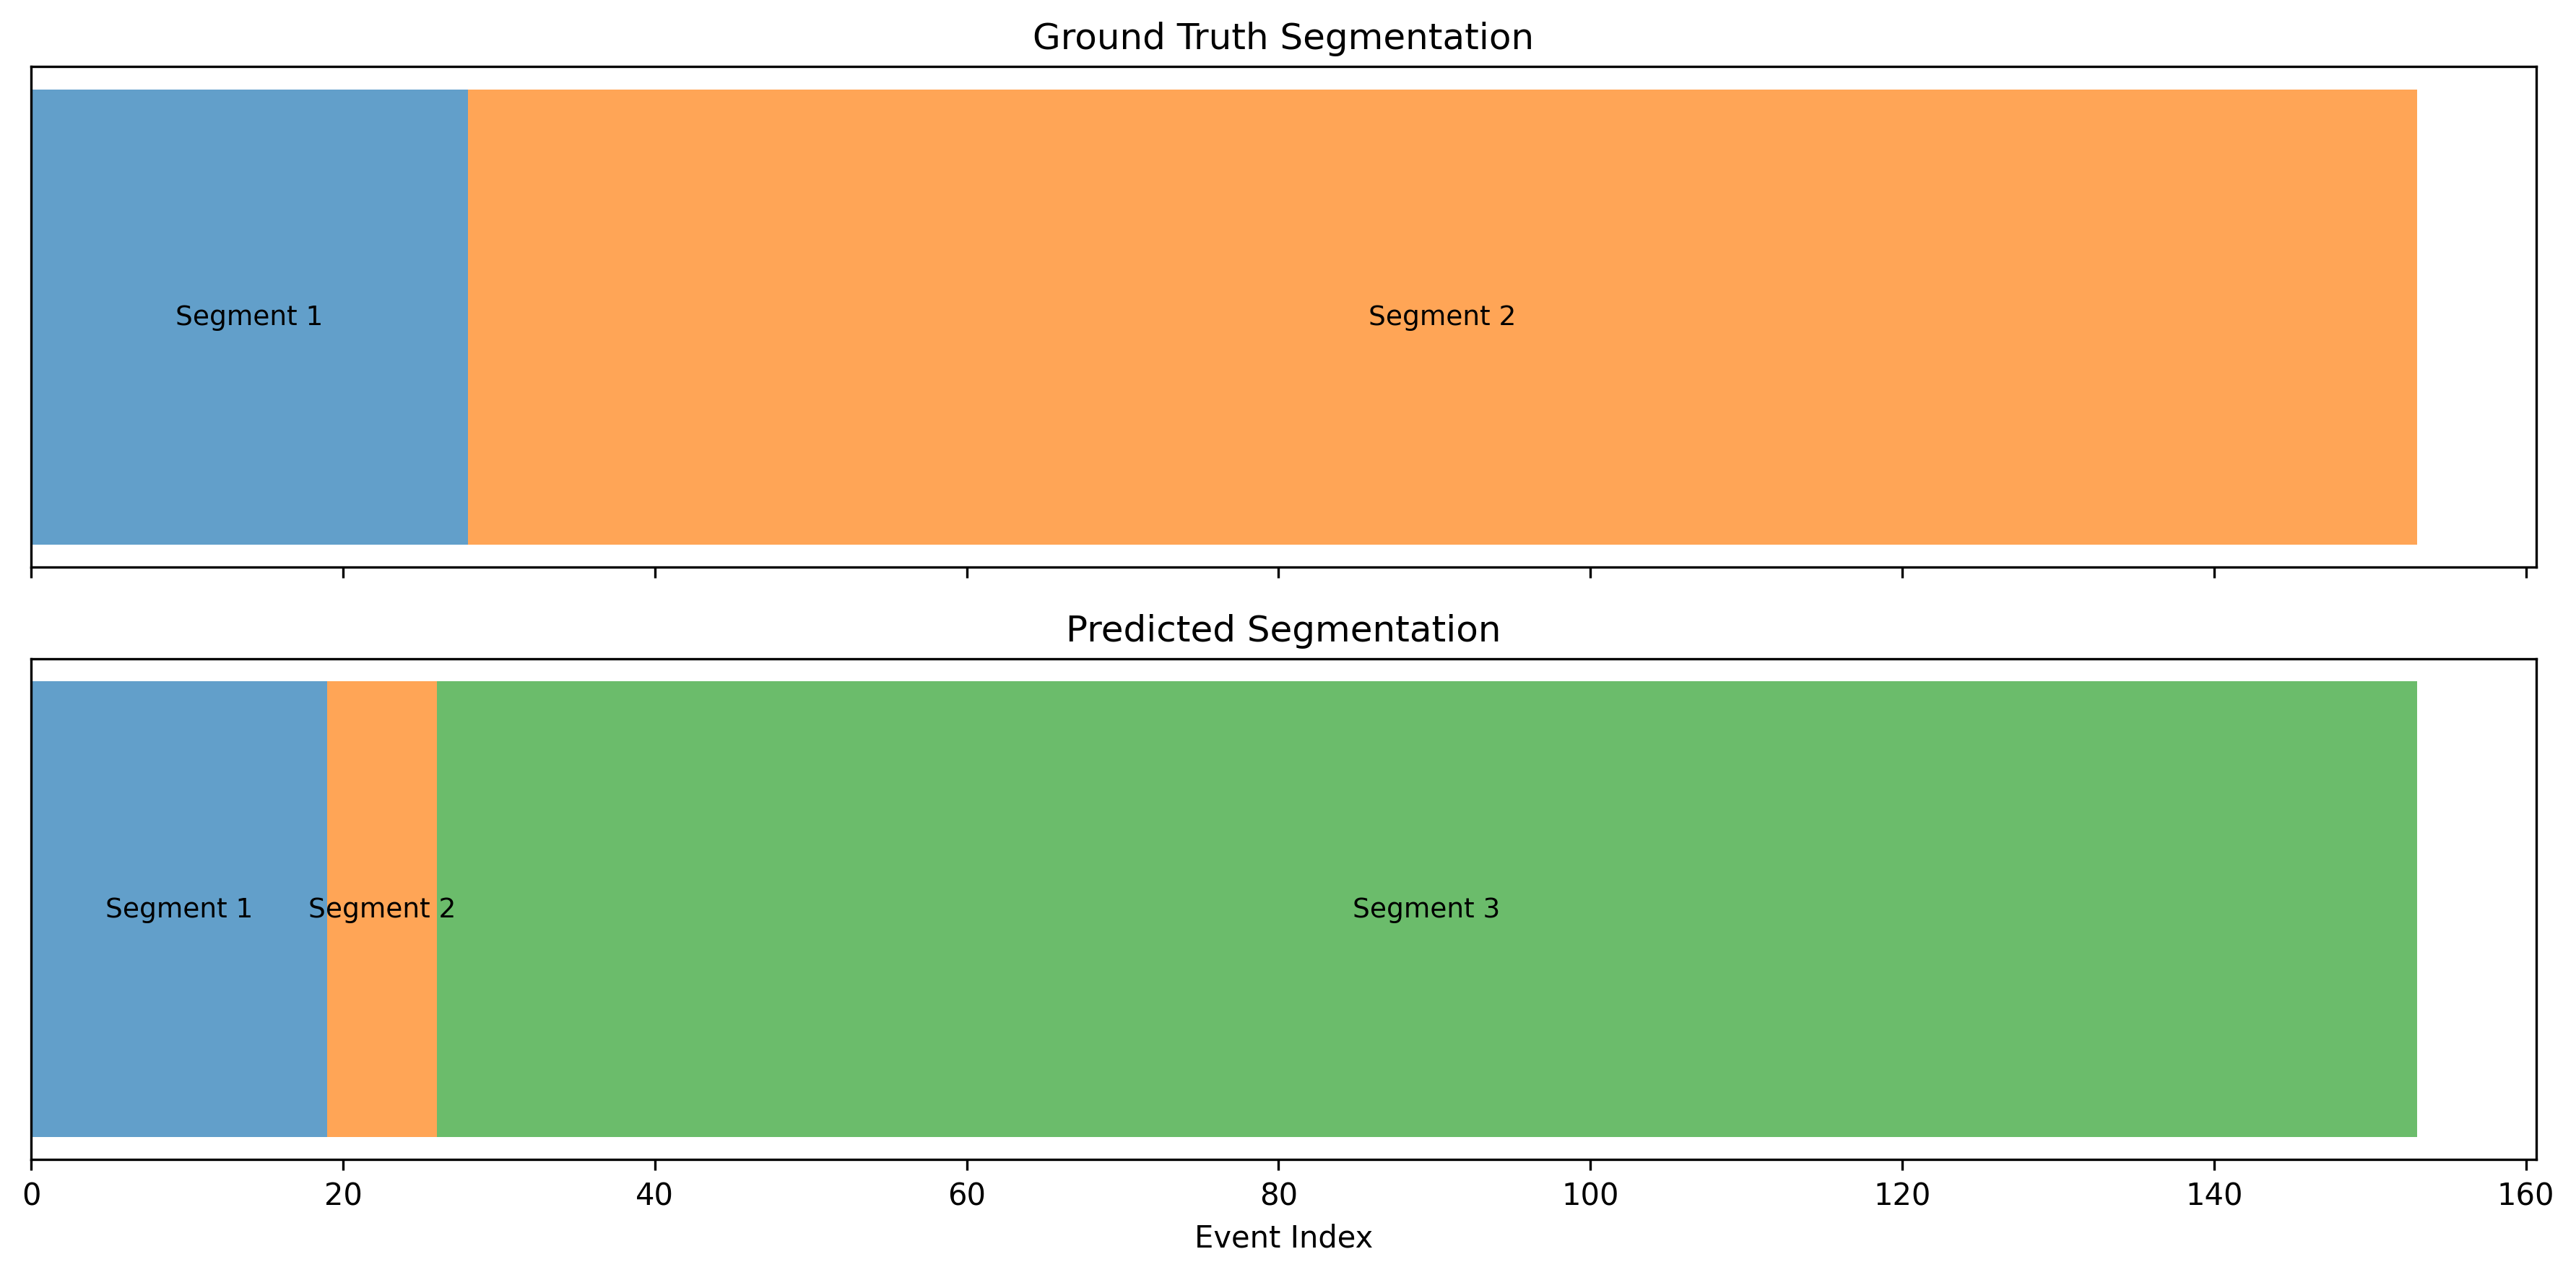 Ground Truth Segmentation
Segment 1
Segment 2
Predicted Segmentation
Segment 1
Segment 2
Segment 3
0 20 40 60 80 100 120 140 160
Event Index